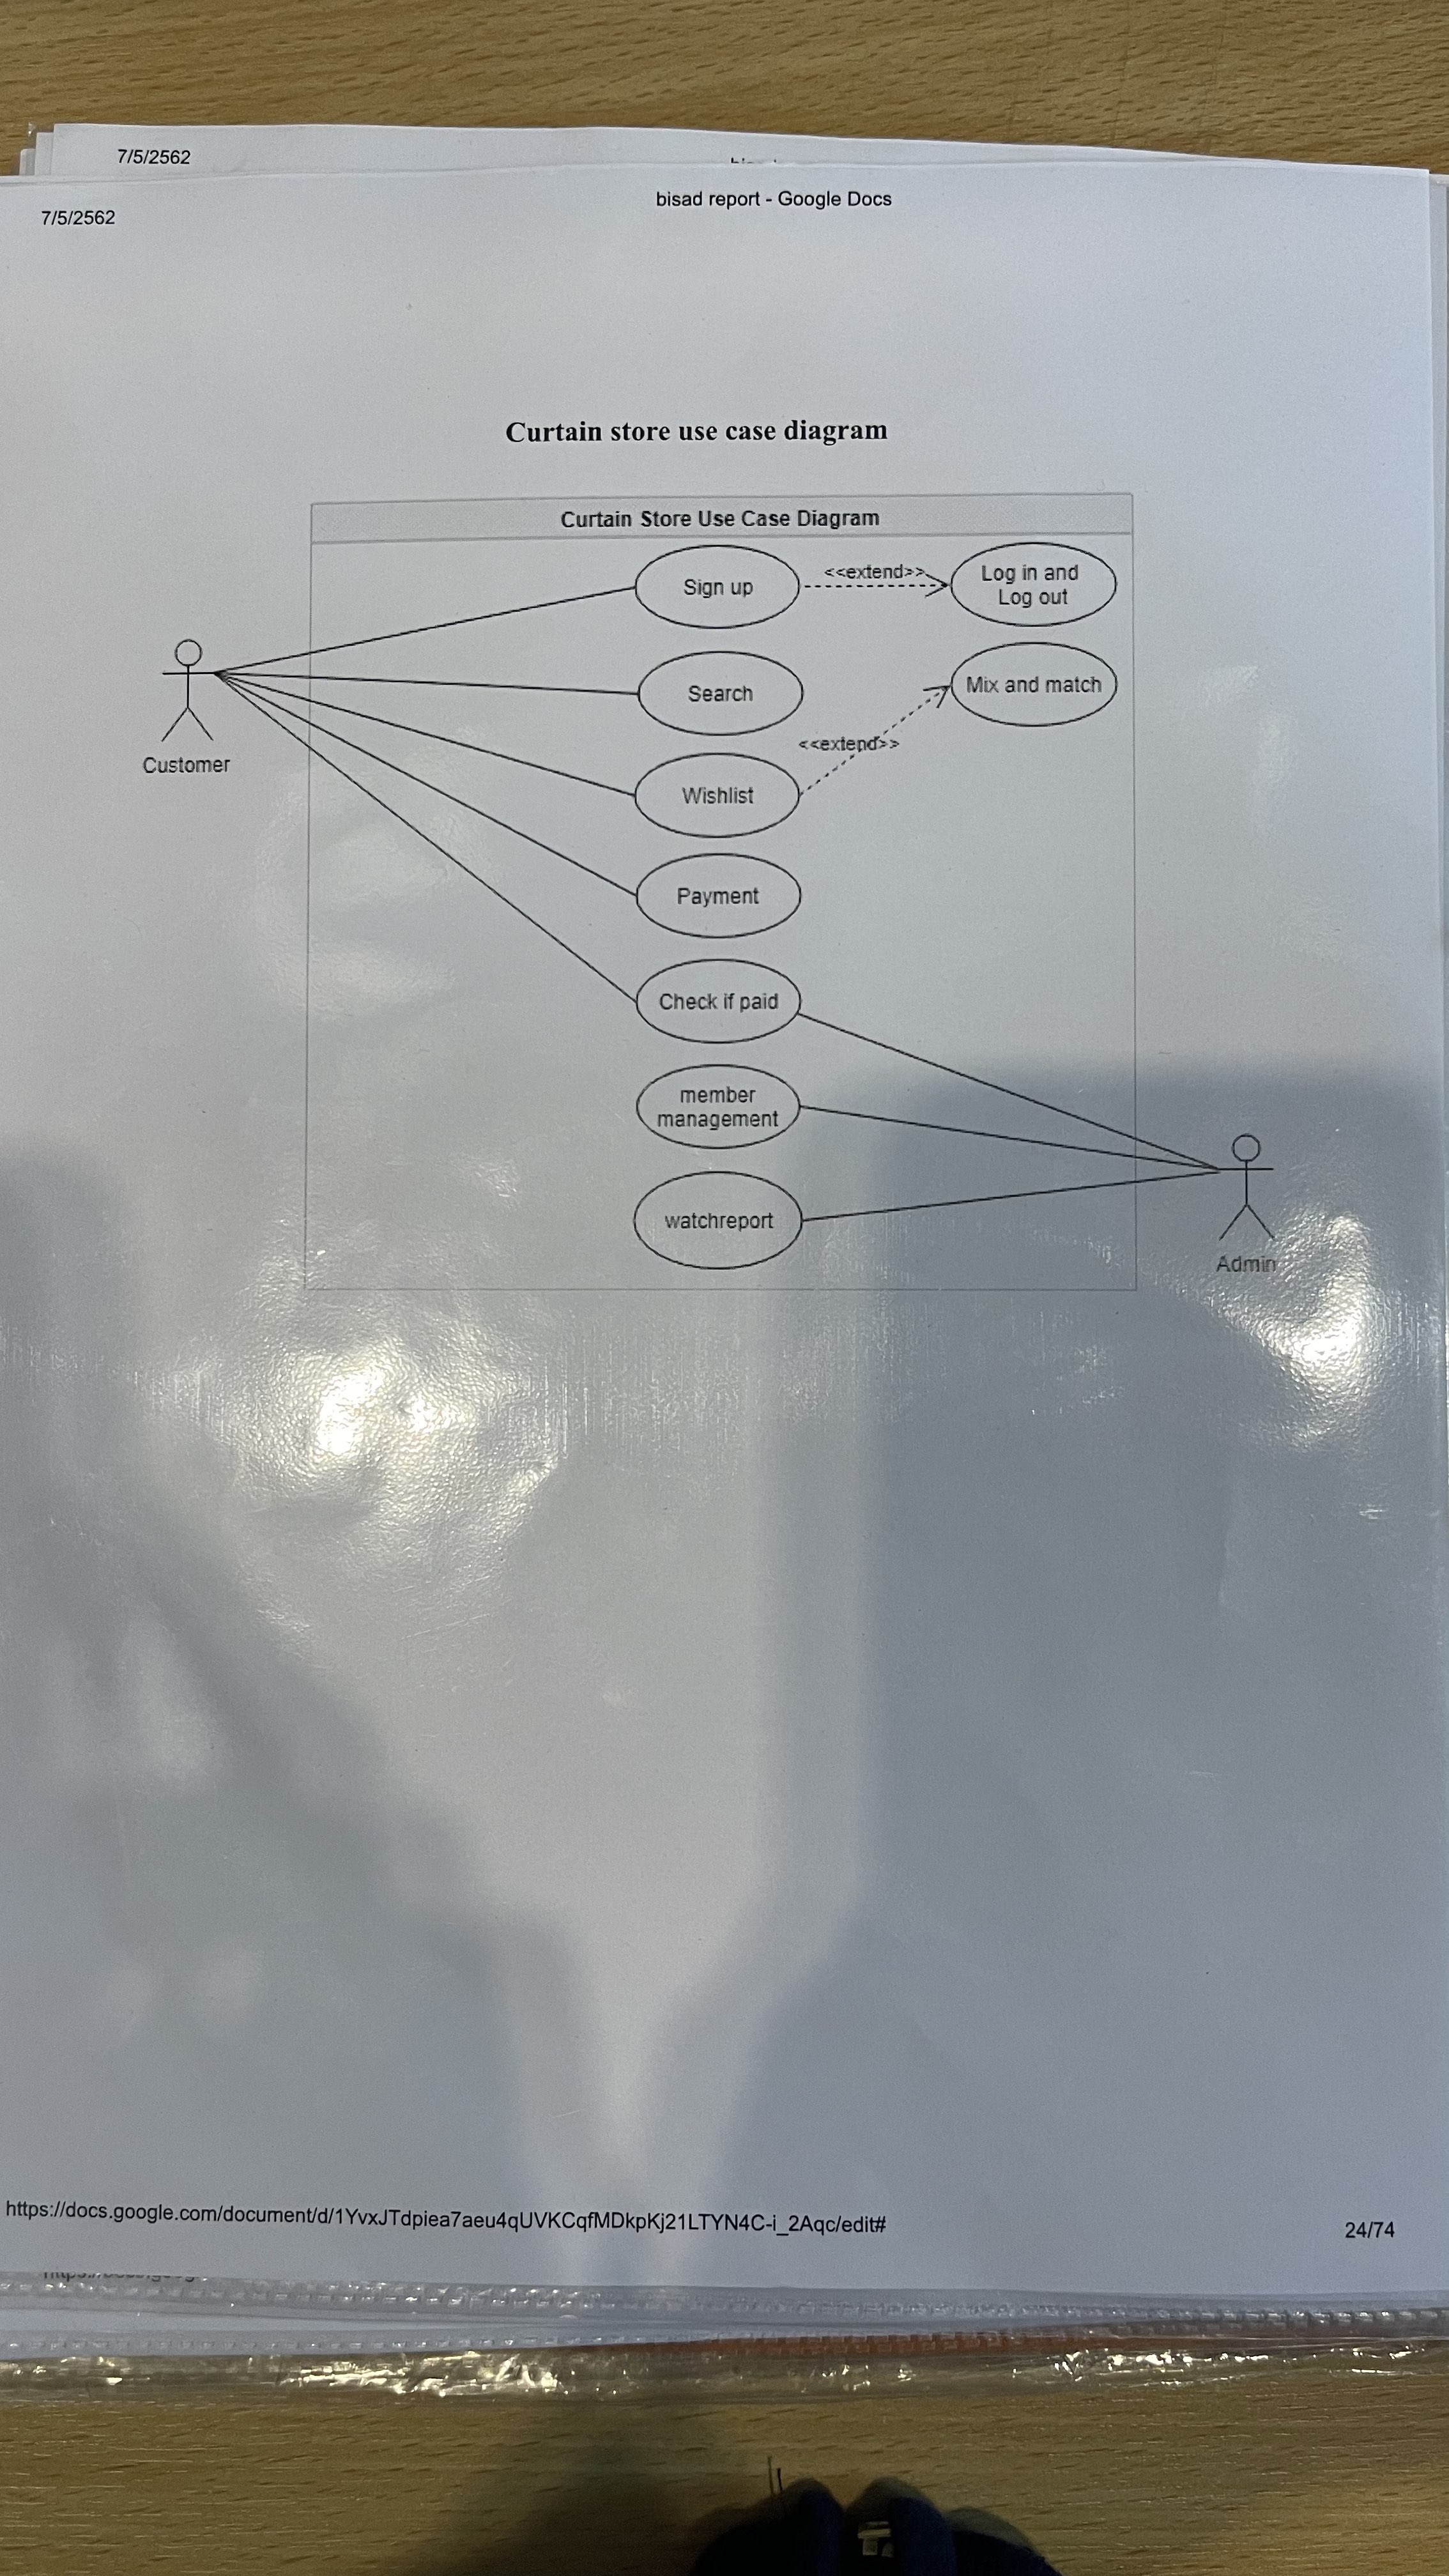 7/5/2562
7/5/2562
bisad report - Google Docs
Curtain store use case diagram
Curtain Store Use Case Diagram
Sign up
<<extend>>
Log in and
Log out
Search
Mix and match
<<extend>>
Customer
Wishlist
Payment
Check if paid
member
management
watchreport
Admin
https://docs.google.com/document/d/1YvxJTdpiea7aeu4qUVKCqfMDkpKj21LTYN4C-i_2Aqc/edit#
24/74